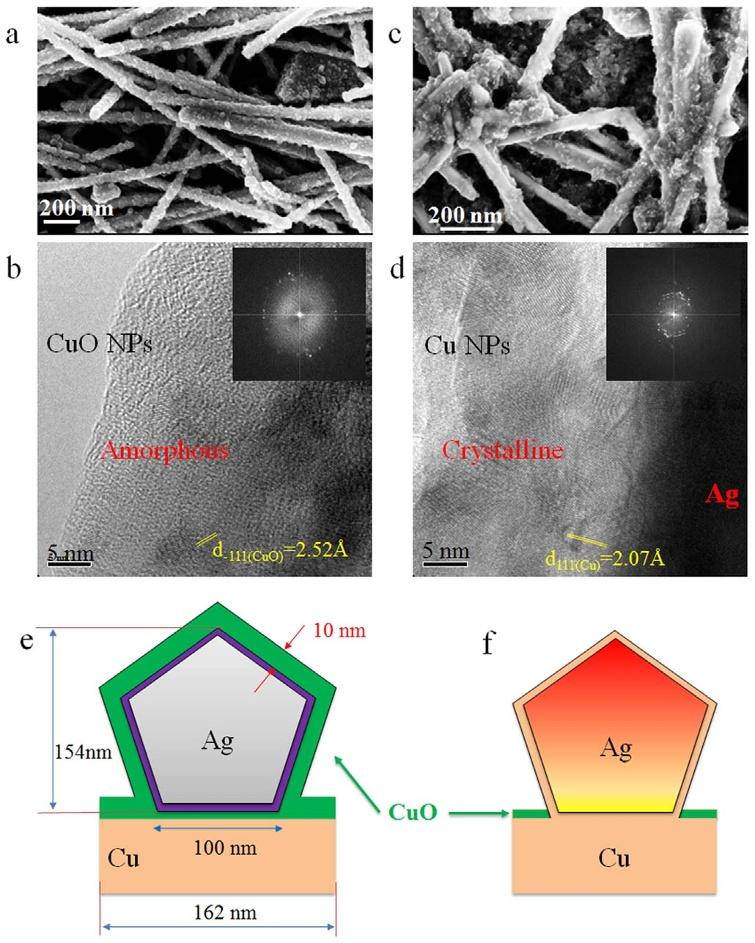 a
c
200 nm
200 nm
b
d
CuO NPs
Cu NPs
Amorphous
Crystalline
Ag
d-111(CuO)=2.52Å
d111(Cu)=2.07Å
5 nm
5 nm
e
f
10 nm
Ag
Ag
154nm
CuO
100 nm
Cu
Cu
162 nm